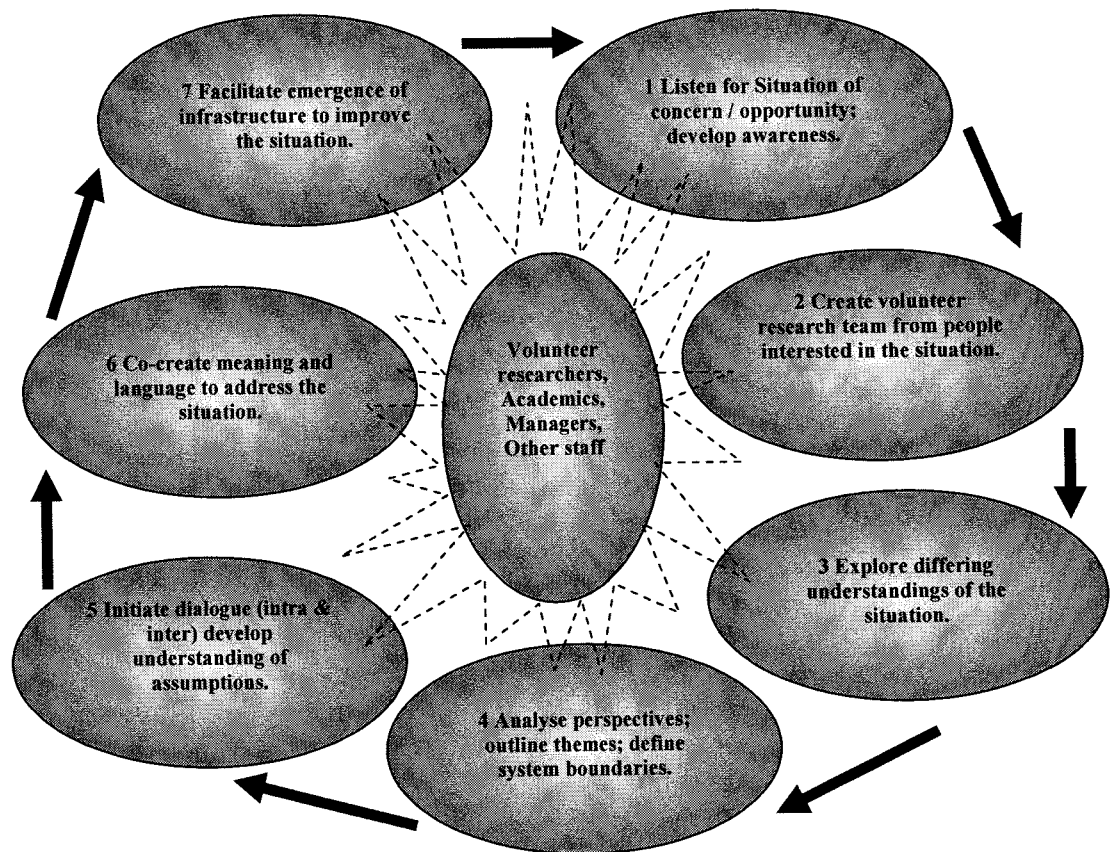 7 Facilitate emergence of
infrastructure to improve
the situation.
1 Listen for Situation of
concern / opportunity;
develop awareness.
2 Create volunteer
research team from people
interested in the situation.
Volunteer
researchers,
Academics,
Managers,
Other staff
6 Co-create meaning and
language to address the
situation.
3 Explore differing
understandings of the
situation.
5 Initiate dialogue (intra &
inter) develop
understanding of
assumptions.
4 Analyse perspectives;
outline themes; define
system boundaries.